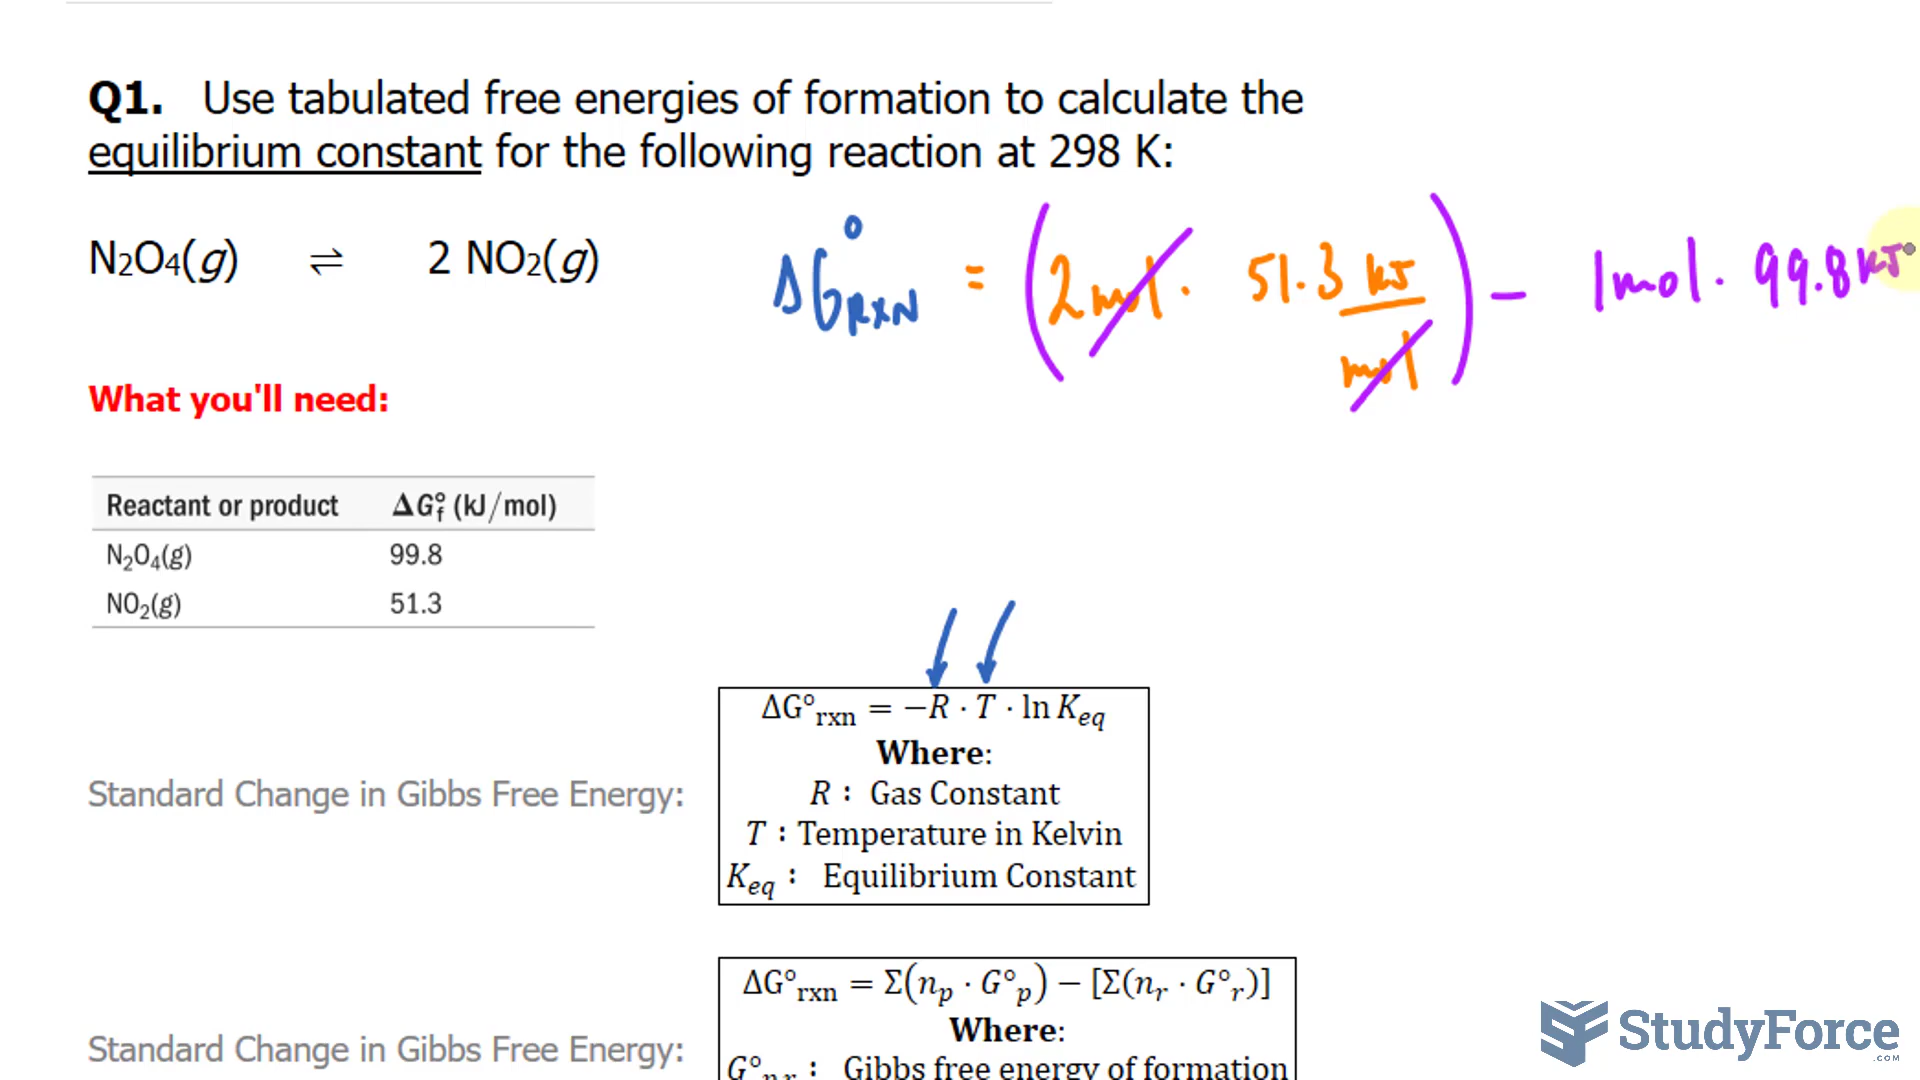 Q1. Use tabulated free energies of formation to calculate the
equilibrium constant for the following reaction at 298 K:
N₂O₄(g) ⇌ 2 NO₂(g)
ΔG°RXN = (2 mol · 51.3 kJ/mol) − 1 mol · 99.8 kJ
What you'll need:
Reactant or product ΔG°f (kJ/mol)
N₂O₄(g) 99.8
NO₂(g) 51.3
ΔG°rxn = −R · T · ln Keq
Where:
R : Gas Constant
Standard Change in Gibbs Free Energy:
T : Temperature in Kelvin
Keq : Equilibrium Constant
ΔG°rxn = Σ(np · G°p) − [Σ(nr · G°r)]
Where:
Standard Change in Gibbs Free Energy:
G°p,r : Gibbs free energy of formation
SF StudyForce
.COM